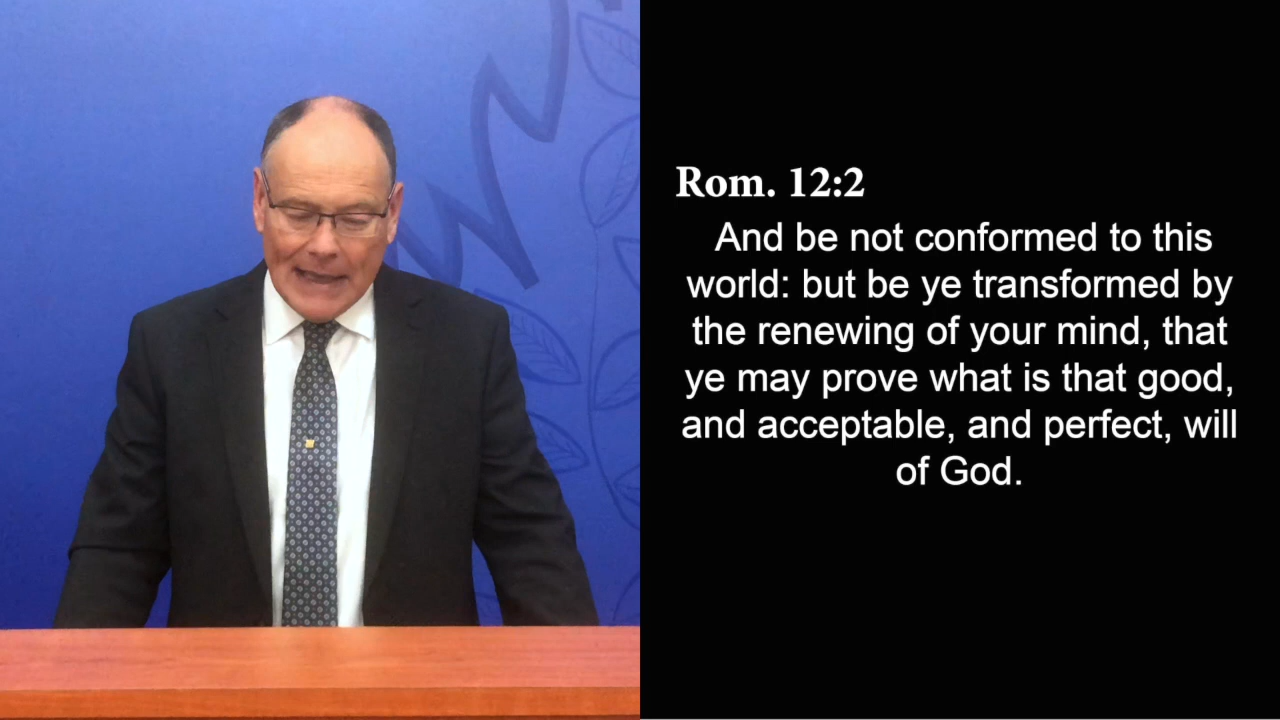 Rom. 12:2
And be not conformed to this
world: but be ye transformed by
the renewing of your mind, that
ye may prove what is that good,
and acceptable, and perfect, will
of God.